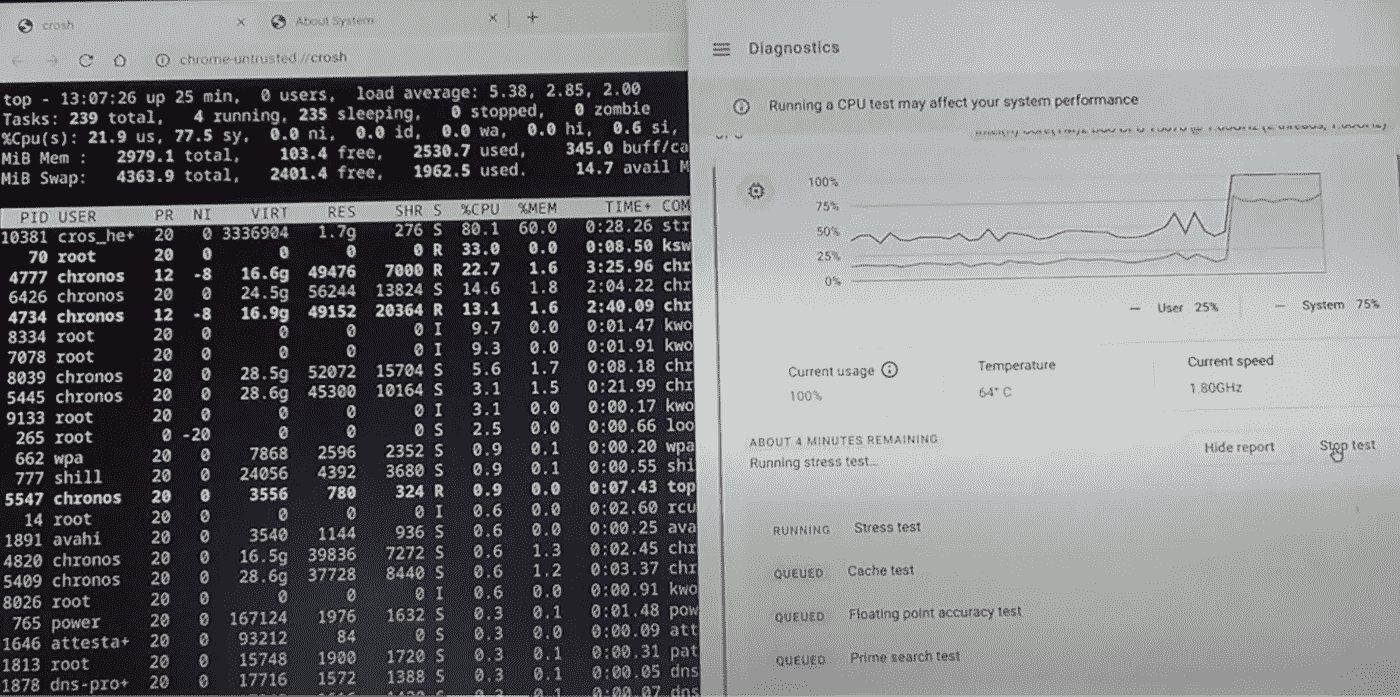 crosh
About System
chrome-untrusted://crosh
top - 13:07:26 up 25 min, 0 users, load average: 5.38, 2.85, 2.00
Tasks: 239 total, 4 running, 235 sleeping, 0 stopped, 0 zombie
%Cpu(s): 21.9 us, 77.5 sy, 0.0 ni, 0.0 id, 0.0 wa, 0.0 hi, 0.6 si,
MiB Mem : 2979.1 total, 103.4 free, 2530.7 used, 345.0 buff/ca
MiB Swap: 4363.9 total, 2401.4 free, 1962.5 used. 14.7 avail M
PID USER PR NI VIRT RES SHR S %CPU %MEM TIME+ COM
10381 cros_he+ 20 0 3336904 1.7g 276 S 80.1 60.0 0:28.26 str
70 root 20 0 0 0 0 R 33.0 0.0 0:08.50 ksw
4777 chronos 12 -8 16.6g 49476 7000 R 22.7 1.6 3:25.96 chr
6426 chronos 20 0 24.5g 56244 13824 S 14.6 1.8 2:04.22 chr
4734 chronos 12 -8 16.9g 49152 20364 R 13.1 1.6 2:40.09 chr
8334 root 20 0 0 0 0 I 9.7 0.0 0:01.47 kwo
7078 root 20 0 0 0 0 I 9.3 0.0 0:01.91 kwo
8039 chronos 20 0 28.5g 52072 15704 S 5.6 1.7 0:08.18 chr
5445 chronos 20 0 28.6g 45300 10164 S 3.1 1.5 0:21.99 chr
9133 root 20 0 0 0 0 I 3.1 0.0 0:00.17 kwo
265 root 0 -20 0 0 0 S 2.5 0.0 0:00.66 loo
662 wpa 20 0 7868 2596 2352 S 0.9 0.1 0:00.20 wpa
777 shill 20 0 24056 4392 3680 S 0.9 0.1 0:00.55 shi
5547 chronos 20 0 3556 780 324 R 0.9 0.0 0:07.43 top
14 root 20 0 0 0 0 I 0.6 0.0 0:02.60 rcu
1891 avahi 20 0 3540 1144 936 S 0.6 0.0 0:00.25 ava
4820 chronos 20 0 16.5g 39836 7272 S 0.6 1.3 0:02.45 chr
5409 chronos 20 0 28.6g 37728 8440 S 0.6 1.2 0:03.37 chr
8026 root 20 0 0 0 0 I 0.6 0.0 0:00.91 kwo
765 power 20 0 167124 1976 1632 S 0.3 0.1 0:01.48 pow
1646 attesta+ 20 0 93212 84 0 S 0.3 0.0 0:00.09 att
1813 root 20 0 15748 1900 1720 S 0.3 0.1 0:00.31 pat
1878 dns-pro+ 20 0 17716 1572 1388 S 0.3 0.1 0:00.05 dns
0.3 0.1 0:00.07 dns
Diagnostics
Running a CPU test may affect your system performance
100%
75%
50%
25%
0%
User 25%
System 75%
Current usage
100%
Temperature
64° C
Current speed
1.80GHz
ABOUT 4 MINUTES REMAINING
Running stress test...
Hide report
Stop test
RUNNING Stress test
QUEUED Cache test
QUEUED Floating point accuracy test
QUEUED Prime search test